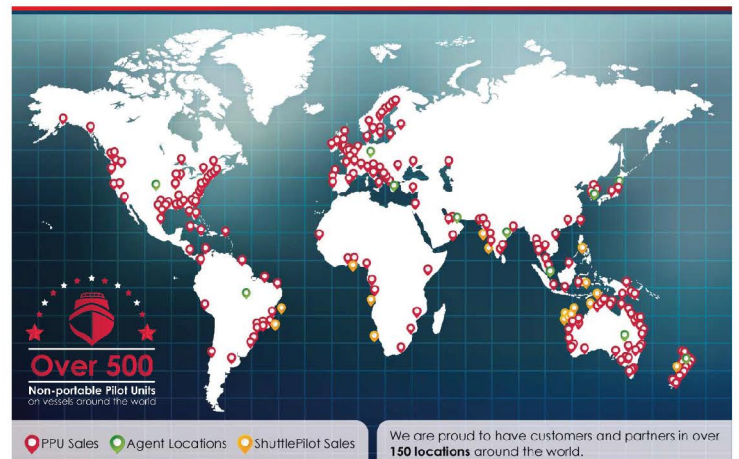 Over 500
Non-portable Pilot Units
on vessels around the world
PPU Sales
Agent Locations
ShuttlePilot Sales
We are proud to have customers and partners in over
150 locations around the world.